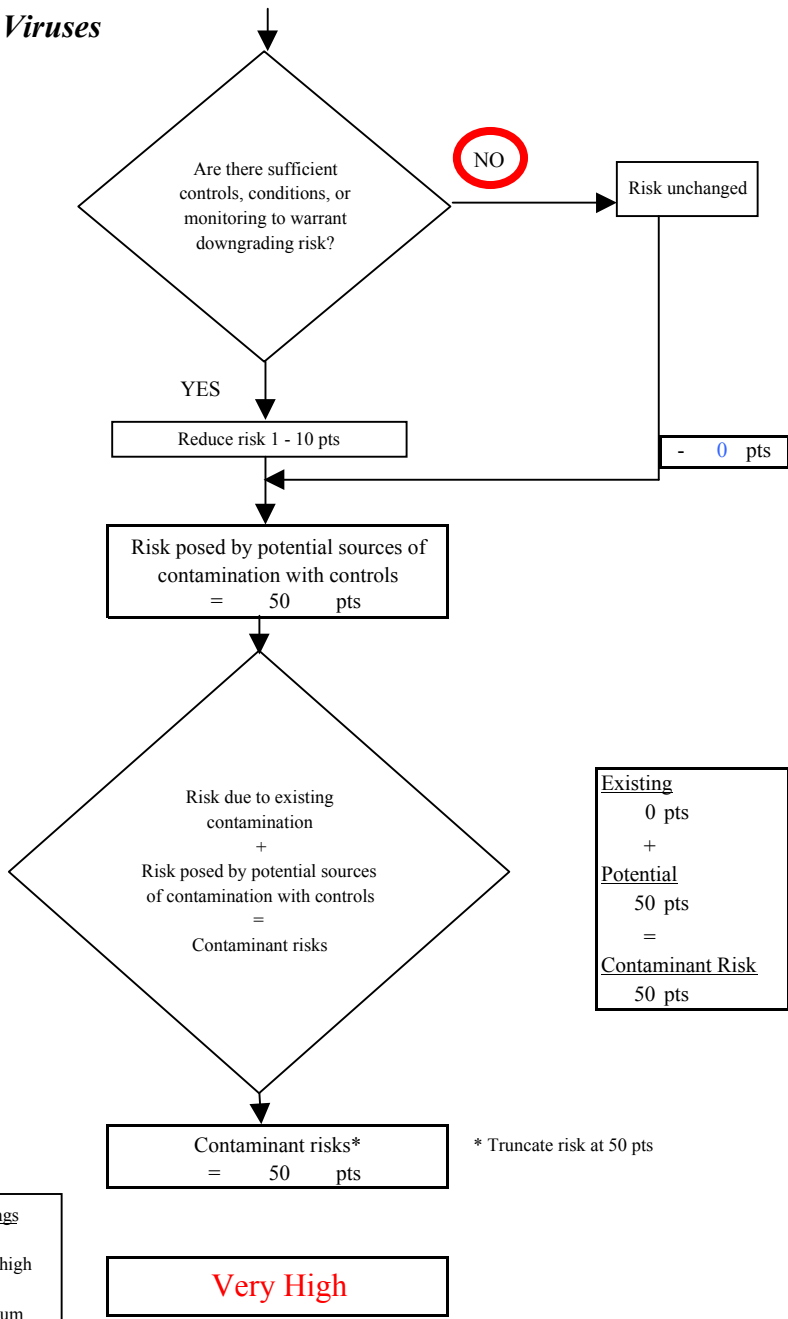 Viruses
Are there sufficient
controls, conditions, or
monitoring to warrant
downgrading risk?
NO
Risk unchanged
YES
Reduce risk 1 - 10 pts
- 0 pts
Risk posed by potential sources of
contamination with controls
= 50 pts
Risk due to existing
contamination
+
Risk posed by potential sources
of contamination with controls
=
Contaminant risks
Existing
0 pts
+
Potential
50 pts
=
Contaminant Risk
50 pts
Contaminant risks*
= 50 pts
* Truncate risk at 50 pts
high
Very High